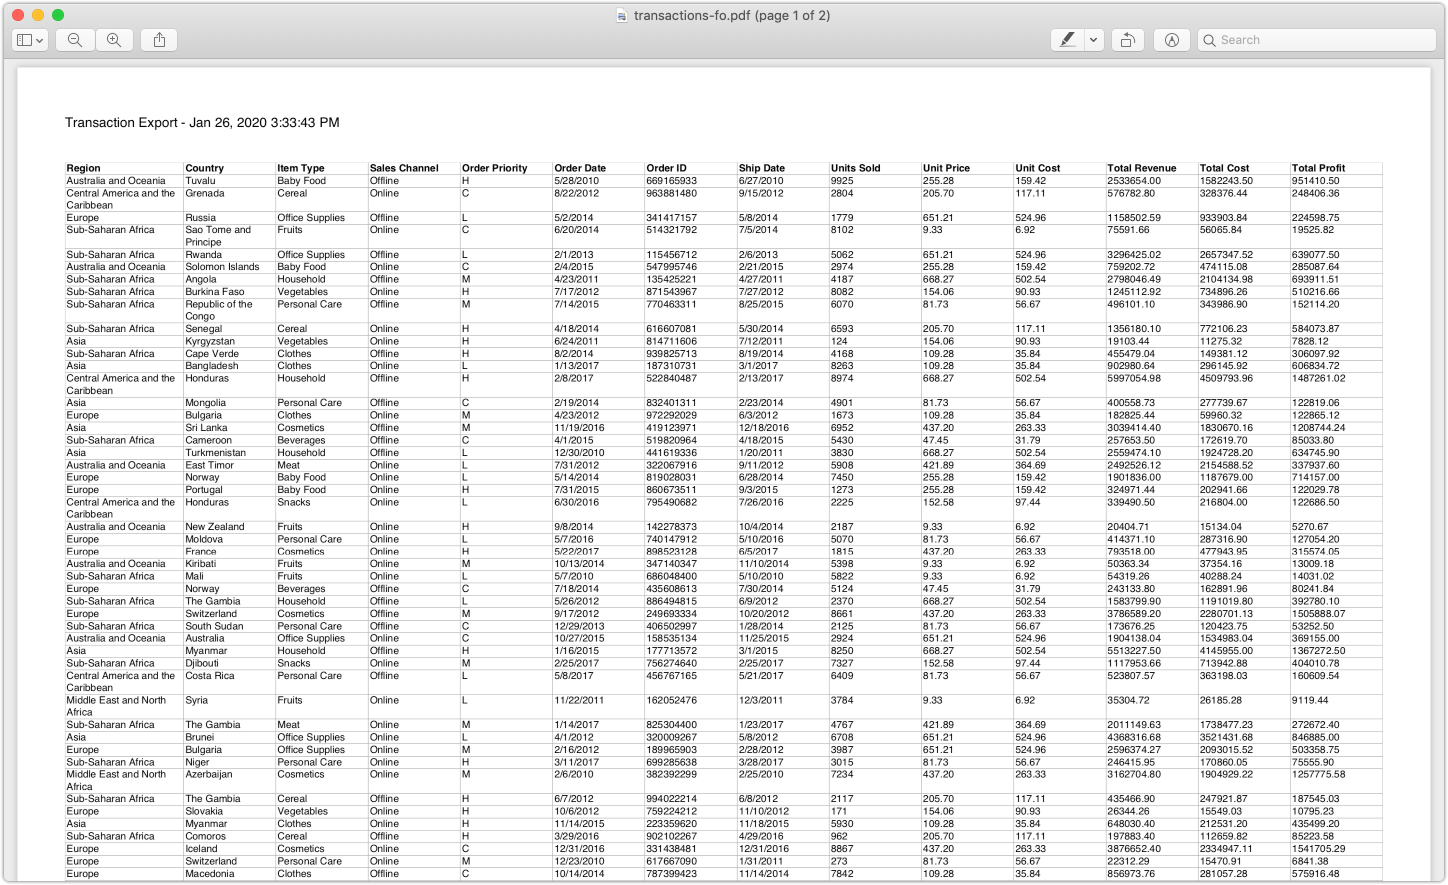 transactions-fo.pdf (page 1 of 2)
Search
Transaction Export - Jan 26, 2020 3:33:43 PM
Region Country Item Type Sales Channel Order Priority Order Date Order ID Ship Date Units Sold Unit Price Unit Cost Total Revenue Total Cost Total Profit
Australia and Oceania Tuvalu Baby Food Offline H 5/28/2010 669165933 6/27/2010 9925 255.28 159.42 2533654.00 1582243.50 951410.50
Central America and the Grenada Cereal Online C 8/22/2012 963881480 9/15/2012 2804 205.70 117.11 576782.80 328376.44 248406.36
Caribbean
Europe Russia Office Supplies Offline L 5/2/2014 341417157 5/8/2014 1779 651.21 524.96 1158502.59 933903.84 224598.75
Sub-Saharan Africa Sao Tome and Fruits Online C 6/20/2014 514321792 7/5/2014 8102 9.33 6.92 75591.66 56065.84 19525.82
Principe
Sub-Saharan Africa Rwanda Office Supplies Offline L 2/1/2013 115456712 2/6/2013 5062 651.21 524.96 3296425.02 2657347.52 639077.50
Australia and Oceania Solomon Islands Baby Food Online C 2/4/2015 547995746 2/21/2015 2974 255.28 159.42 759202.72 474115.08 285087.64
Sub-Saharan Africa Angola Household Offline M 4/23/2011 135425221 4/27/2011 4187 668.27 502.54 2798046.49 2104134.98 693911.51
Sub-Saharan Africa Burkina Faso Vegetables Online H 7/17/2012 871543967 7/27/2012 8082 154.06 90.93 1245112.92 734896.26 510216.66
Sub-Saharan Africa Republic of the Personal Care Offline M 7/14/2015 770463311 8/25/2015 6070 81.73 56.67 496101.10 343986.90 152114.20
Congo
Sub-Saharan Africa Senegal Cereal Online H 4/18/2014 616607081 5/30/2014 6593 205.70 117.11 1356180.10 772106.23 584073.87
Asia Kyrgyzstan Vegetables Online H 6/24/2011 814711606 7/12/2011 124 154.06 90.93 19103.44 11275.32 7828.12
Sub-Saharan Africa Cape Verde Clothes Offline H 8/2/2014 939825713 8/19/2014 4168 109.28 35.84 455479.04 149381.12 306097.92
Asia Bangladesh Clothes Online L 1/13/2017 187310731 3/1/2017 8263 109.28 35.84 902980.64 296145.92 606834.72
Central America and the Honduras Household Offline H 2/8/2017 522840487 2/13/2017 8974 668.27 502.54 5997054.98 4509793.96 1487261.02
Caribbean
Asia Mongolia Personal Care Offline C 2/19/2014 832401311 2/23/2014 4901 81.73 56.67 400558.73 277739.67 122819.06
Europe Bulgaria Clothes Online M 4/23/2012 972292029 6/3/2012 1673 109.28 35.84 182825.44 59960.32 122865.12
Asia Sri Lanka Cosmetics Offline M 11/19/2016 419123971 12/18/2016 6952 437.20 263.33 3039414.40 1830670.16 1208744.24
Sub-Saharan Africa Cameroon Beverages Offline C 4/1/2015 519820964 4/18/2015 5430 47.45 31.79 257653.50 172619.70 85033.80
Asia Turkmenistan Household Offline L 12/30/2010 441619336 1/20/2011 3830 668.27 502.54 2559474.10 1924728.20 634745.90
Australia and Oceania East Timor Meat Online L 7/31/2012 322067916 9/11/2012 5908 421.89 364.69 2492526.12 2154588.52 337937.60
Europe Norway Baby Food Online L 5/14/2014 819028031 6/28/2014 7450 255.28 159.42 1901836.00 1187679.00 714157.00
Europe Portugal Baby Food Online H 7/31/2015 860673511 9/3/2015 1273 255.28 159.42 324971.44 202941.66 122029.78
Central America and the Honduras Snacks Online L 6/30/2016 795490682 7/26/2016 2225 152.58 97.44 339490.50 216804.00 122686.50
Caribbean
Australia and Oceania New Zealand Fruits Online H 9/8/2014 142278373 10/4/2014 2187 9.33 6.92 20404.71 15134.04 5270.67
Europe Moldova Personal Care Online L 5/7/2016 740147912 5/10/2016 5070 81.73 56.67 414371.10 287316.90 127054.20
Europe France Cosmetics Online H 5/22/2017 898523128 6/5/2017 1815 437.20 263.33 793518.00 477943.95 315574.05
Australia and Oceania Kiribati Fruits Online M 10/13/2014 347140347 11/10/2014 5398 9.33 6.92 50363.34 37354.16 13009.18
Sub-Saharan Africa Mali Fruits Online L 5/7/2010 686048400 5/10/2010 5822 9.33 6.92 54319.26 40288.24 14031.02
Europe Norway Beverages Offline C 7/18/2014 435608613 7/30/2014 5124 47.45 31.79 243133.80 162891.96 80241.84
Sub-Saharan Africa The Gambia Household Offline L 5/26/2012 886494815 6/9/2012 2370 668.27 502.54 1583799.90 1191019.80 392780.10
Europe Switzerland Cosmetics Offline M 9/17/2012 249693334 10/20/2012 8661 437.20 263.33 3786589.20 2280701.13 1505888.07
Sub-Saharan Africa South Sudan Personal Care Offline C 12/29/2013 406502997 1/28/2014 2125 81.73 56.67 173676.25 120423.75 53252.50
Australia and Oceania Australia Office Supplies Online C 10/27/2015 158535134 11/25/2015 2924 651.21 524.96 1904138.04 1534983.04 369155.00
Asia Myanmar Household Offline H 1/16/2015 177713572 3/1/2015 8250 668.27 502.54 5513227.50 4145955.00 1367272.50
Sub-Saharan Africa Djibouti Snacks Online M 2/25/2017 756274640 2/25/2017 7327 152.58 97.44 1117953.66 713942.88 404010.78
Central America and the Costa Rica Personal Care Offline L 5/8/2017 456767165 5/21/2017 6409 81.73 56.67 523807.57 363198.03 160609.54
Caribbean
Middle East and North Syria Fruits Online L 11/22/2011 162052476 12/3/2011 3784 9.33 6.92 35304.72 26185.28 9119.44
Africa
Sub-Saharan Africa The Gambia Meat Online M 1/14/2017 825304400 1/23/2017 4767 421.89 364.69 2011149.63 1738477.23 272672.40
Asia Brunei Office Supplies Online L 4/1/2012 320009267 5/8/2012 6708 651.21 524.96 4368316.68 3521431.68 846885.00
Europe Bulgaria Office Supplies Online M 2/16/2012 189965903 2/28/2012 3987 651.21 524.96 2596374.27 2093015.52 503358.75
Sub-Saharan Africa Niger Personal Care Online H 3/11/2017 699285638 3/28/2017 3015 81.73 56.67 246415.95 170860.05 75555.90
Middle East and North Azerbaijan Cosmetics Online M 2/6/2010 382392299 2/25/2010 7234 437.20 263.33 3162704.80 1904929.22 1257775.58
Africa
Sub-Saharan Africa The Gambia Cereal Offline H 6/7/2012 994022214 6/8/2012 2117 205.70 117.11 435466.90 247921.87 187545.03
Europe Slovakia Vegetables Online H 10/6/2012 759224212 11/10/2012 171 154.06 90.93 26344.26 15549.03 10795.23
Asia Myanmar Clothes Online H 11/14/2015 223359620 11/18/2015 5930 109.28 35.84 648030.40 212531.20 435499.20
Sub-Saharan Africa Comoros Cereal Offline H 3/29/2016 902102267 4/29/2016 962 205.70 117.11 197883.40 112659.82 85223.58
Europe Iceland Cosmetics Online C 12/31/2016 331438481 12/31/2016 8867 437.20 263.33 3876652.40 2334947.11 1541705.29
Europe Switzerland Personal Care Online M 12/23/2010 617667090 1/31/2011 273 81.73 56.67 22312.29 15470.91 6841.38
Europe Macedonia Clothes Offline C 10/14/2014 787399423 11/14/2014 7842 109.28 35.84 856973.76 281057.28 575916.48